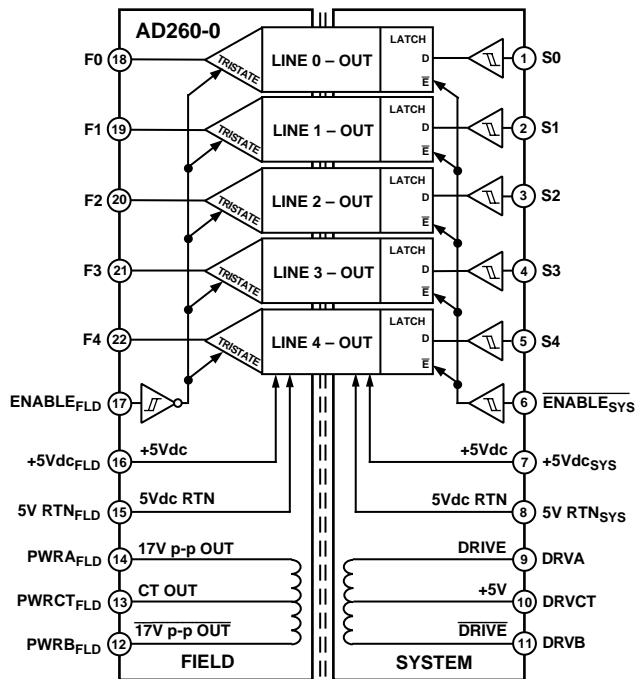 AD260-0
F0 18 TRISTATE LINE 0 – OUT LATCH D E̅ 1 S0
F1 19 TRISTATE LINE 1 – OUT LATCH D E̅ 2 S1
F2 20 TRISTATE LINE 2 – OUT LATCH D E̅ 3 S2
F3 21 TRISTATE LINE 3 – OUT LATCH D E̅ 4 S3
F4 22 TRISTATE LINE 4 – OUT LATCH D E̅ 5 S4
ENABLEFLD 17 6 E̅N̅A̅B̅L̅E̅S̅Y̅S̅
+5VdcFLD 16 +5Vdc +5Vdc 7 +5VdcSYS
5V RTNFLD 15 5Vdc RTN 5Vdc RTN 8 5V RTNSYS
PWRAFLD 14 17V p-p OUT DRIVE 9 DRVA
PWRCTFLD 13 CT OUT +5V 10 DRVCT
PWRBFLD 12 1̅7̅V̅ p̅-̅p̅ O̅U̅T̅ D̅R̅I̅V̅E̅ 11 DRVB
FIELD SYSTEM